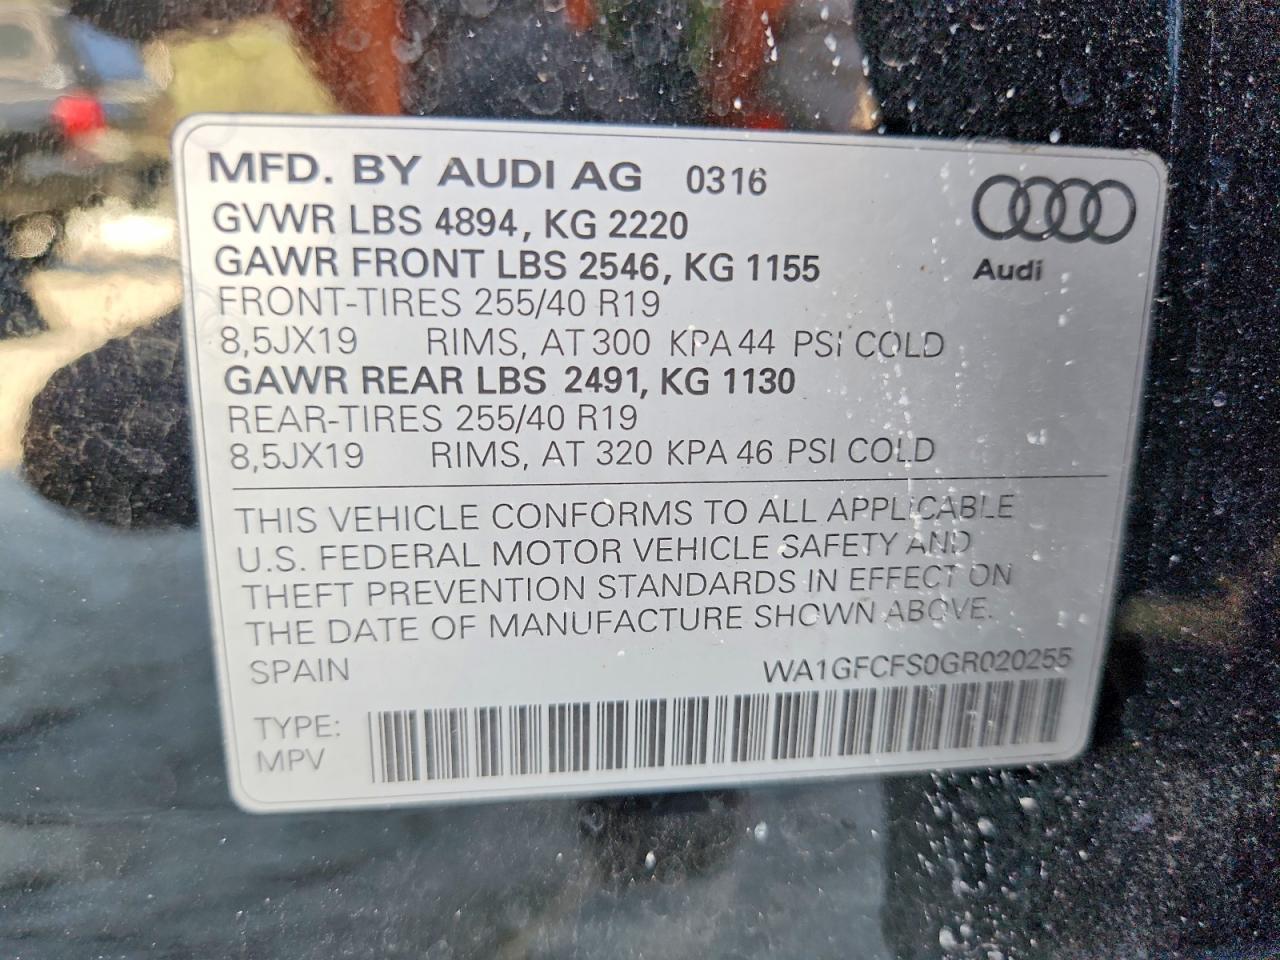 MFD. BY AUDI AG 0316
GVWR LBS 4894, KG 2220
GAWR FRONT LBS 2546, KG 1155
FRONT-TIRES 255/40 R19
8,5JX19 RIMS, AT 300 KPA 44 PSI COLD
GAWR REAR LBS 2491, KG 1130
REAR-TIRES 255/40 R19
8,5JX19 RIMS, AT 320 KPA 46 PSI COLD
Audi
THIS VEHICLE CONFORMS TO ALL APPLICABLE
U.S. FEDERAL MOTOR VEHICLE SAFETY AND
THEFT PREVENTION STANDARDS IN EFFECT ON
THE DATE OF MANUFACTURE SHOWN ABOVE.
SPAIN WA1GFCFS0GR020255
TYPE:
MPV